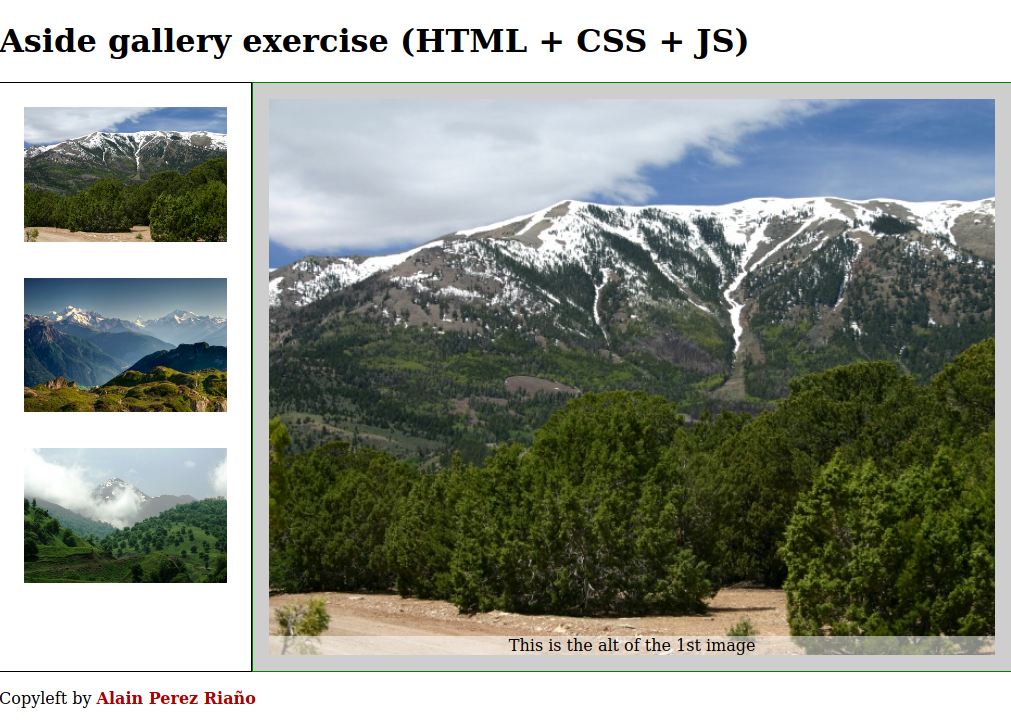 Aside gallery exercise (HTML + CSS + JS)
This is the alt of the 1st image
Copyleft by Alain Perez Riaño